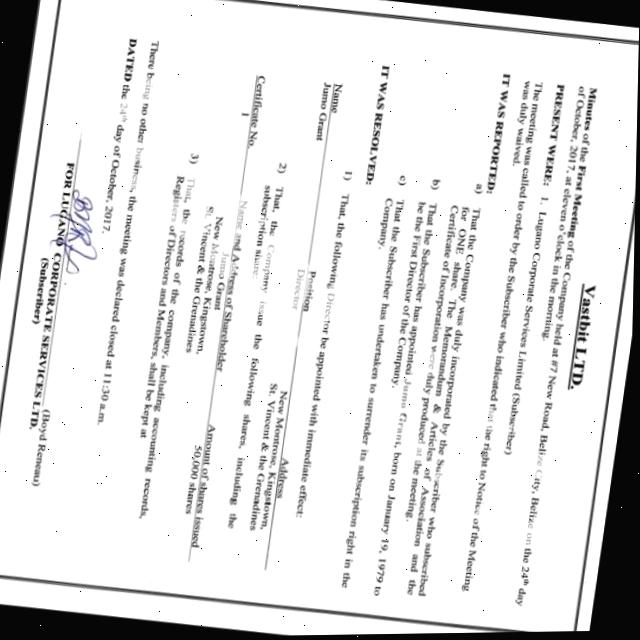 Vastbit LTD.
Minutes of the First Meeting of the Company held at #7 New Road, Belize City, Belize on the 24th day
of October, 2017, at eleven o'clock in the morning.
PRESENT WERE: 1. Lugano Corporate Services Limited (Subscriber)
The meeting was called to order by the Subscriber who indicated that the right to Notice of the Meeting
was duly waived.
IT WAS REPORTED:
a) That the Company was duly incorporated by the Subscriber who subscribed
for ONE share. The Memorandum & Articles of Association and the
Certificate of Incorporation were duly produced at the meeting.
b) That the Subscriber has appointed Jumo Grant, born on January 19, 1979 to
be the First Director of the Company.
c) That the Subscriber has undertaken to surrender its subscription right in the
Company.
IT WAS RESOLVED:
1) That, the following Director be appointed with immediate effect:
Name Position Address
Jumo Grant Director New Montrose, Kingstown,
St. Vincent & the Grenadines
2) That, the Company issue the following shares, including the
subscription share:
Certificate No. Name and Address of Shareholder Amount of shares issued
1 Jumo Grant 50,000 shares
New Montrose, Kingstown,
St. Vincent & the Grenadines
3) That, the records of the company, including accounting records,
Registers of Directors and Members, shall be kept at
There being no other business, the meeting was declared closed at 11:30 a.m.
DATED the 24th day of October, 2017.
(Boyd Reneau)
FOR LUGANO CORPORATE SERVICES LTD.
(Subscriber)